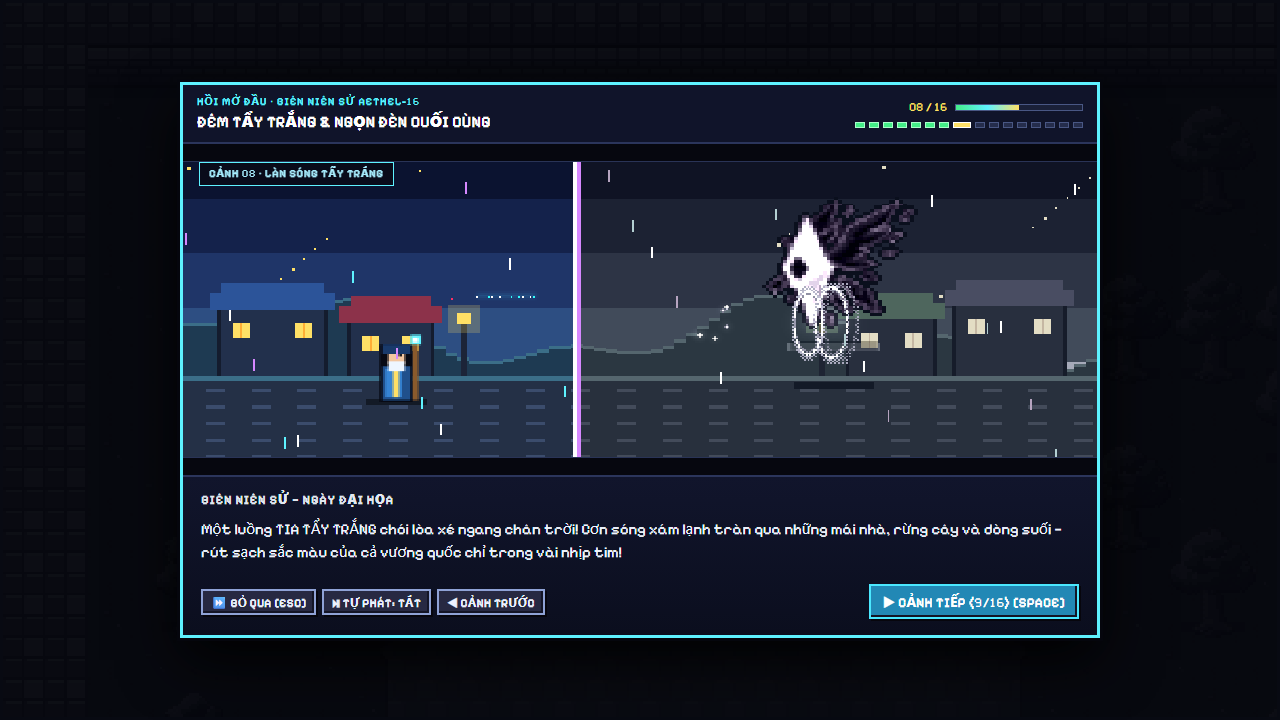 HỒI MỞ ĐẦU · BIÊN NIÊN SỬ AETHEL-16
ĐÊM TẨY TRẮNG & NGỌN ĐÈN CUỐI CÙNG
08 / 16
CẢNH 08 · LÀN SÓNG TẨY TRẮNG
BIÊN NIÊN SỬ – NGÀY ĐẠI HỌA
Một luồng TIA TẨY TRẮNG chói lòa xé ngang chân trời! Cơn sóng xám lạnh tràn qua những mái nhà, rừng cây và dòng suối –
rút sạch sắc màu của cả vương quốc chỉ trong vài nhịp tim!
⏩ BỎ QUA (ESC)
⏯ TỰ PHÁT: TẮT
◀ CẢNH TRƯỚC
▶ CẢNH TIẾP (9/16) [SPACE]